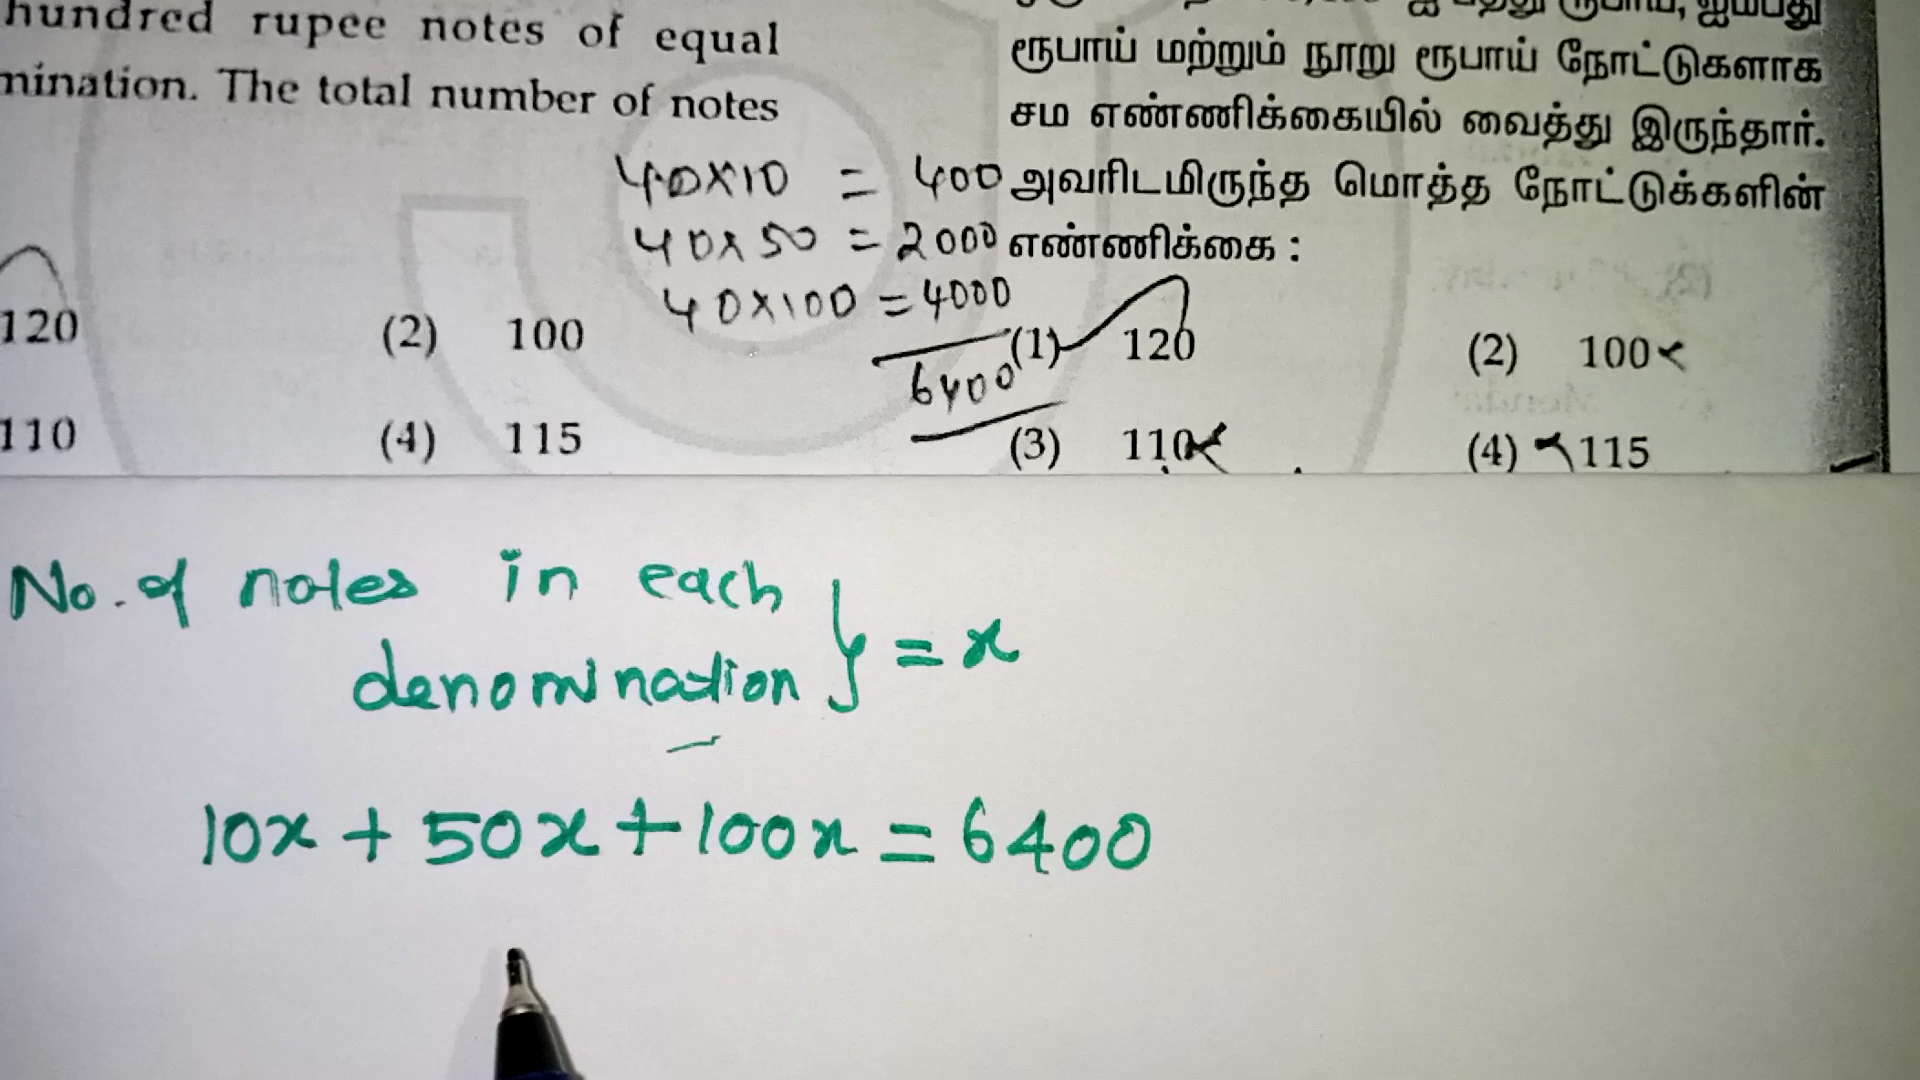 hundred rupee notes of equal
mination. The total number of notes
120 (2) 100
110 (4) 115
ரூபாய் மற்றும் நூறு ரூபாய் நோட்டுகளாக
சம எண்ணிக்கையில் வைத்து இருந்தார்.
அவரிடமிருந்த மொத்த நோட்டுக்களின்
எண்ணிக்கை :
(1) 120 (2) 100
(3) 110 (4) 115
40×10 = 400
40×50 = 2000
40×100 = 4000
6400
No. of notes in each
denomination } = x
10x + 50x + 100x = 6400